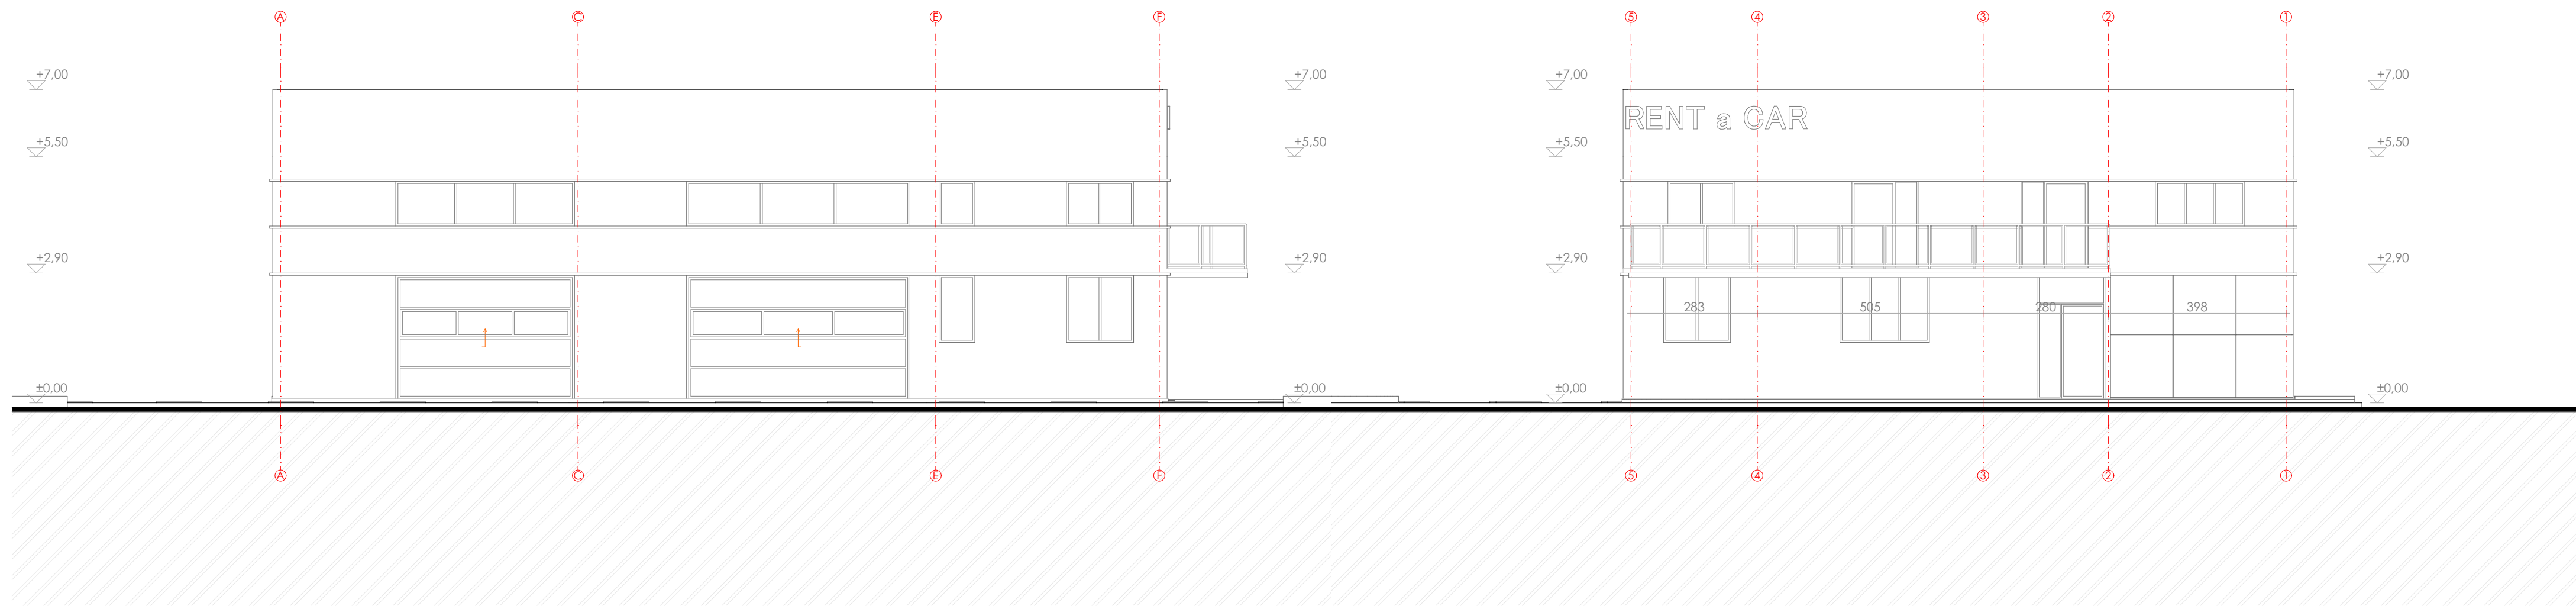 A C E F 5 4 3 2 1
+7,00 +7,00 +7,00 +7,00
RENT a CAR
+5,50 +5,50 +5,50 +5,50
+2,90 +2,90 +2,90 +2,90
283 505 280 398
±0,00 ±0,00 ±0,00 ±0,00
A C E F 5 4 3 2 1